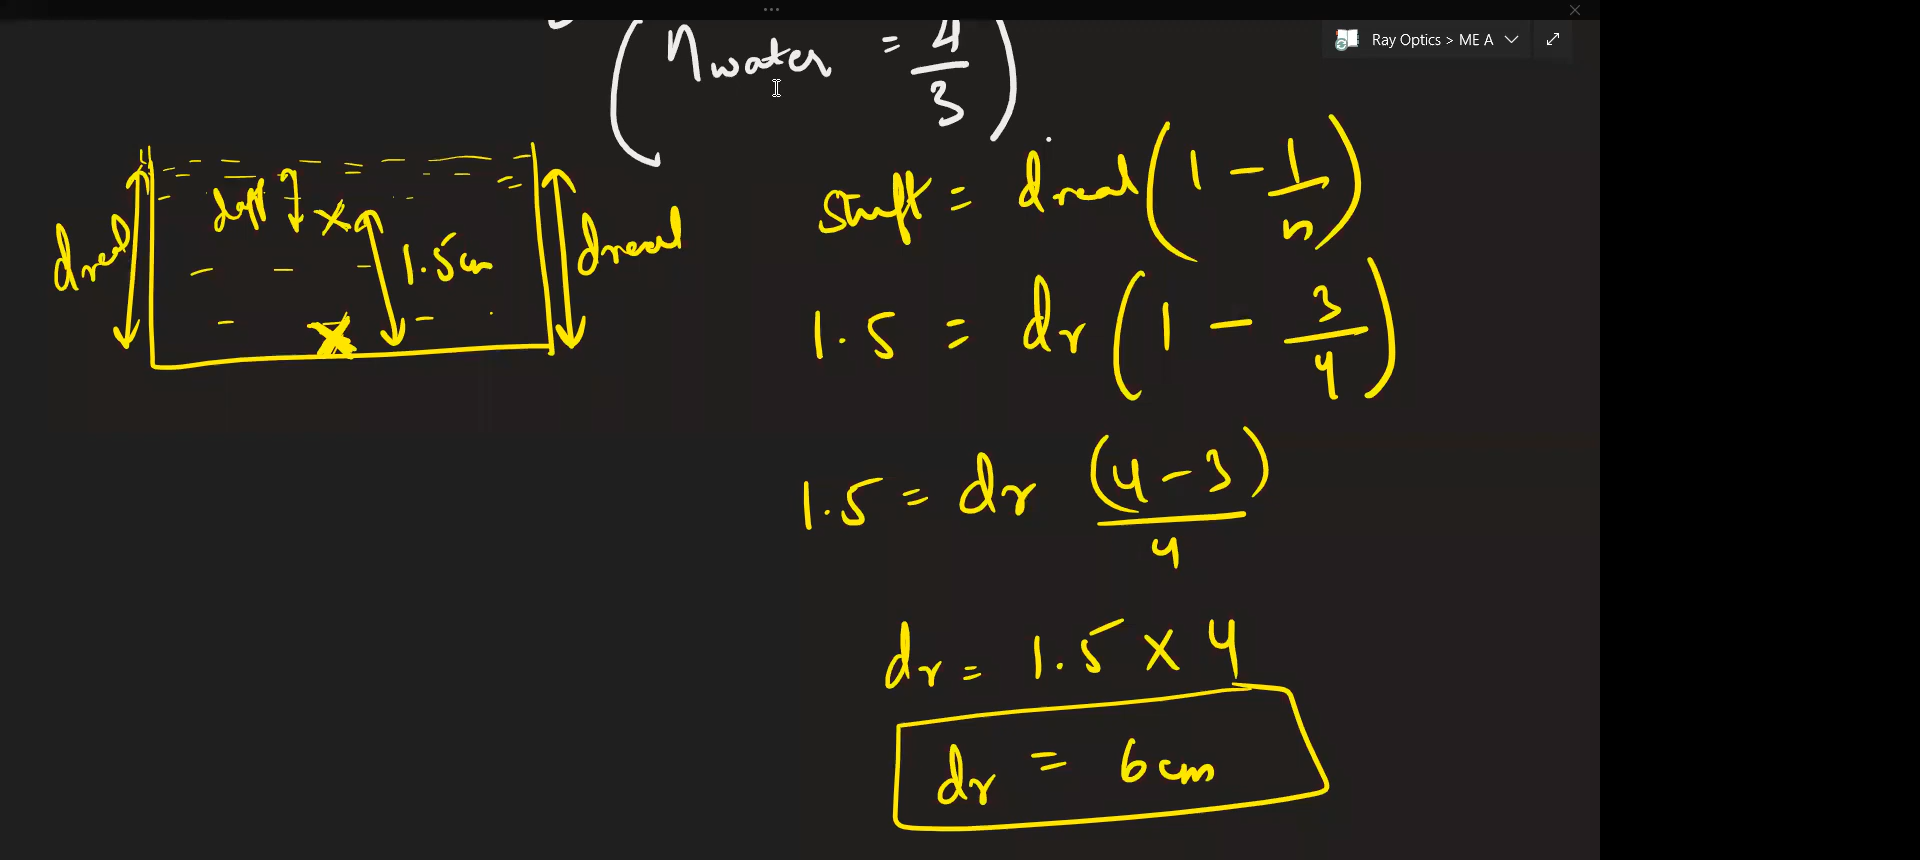 Ray Optics > ME A
( n water = 4/3 )
shift = dreal ( 1 - 1/n )
dreal
dapp
x
1.5cm
dreal
x
1.5 = dr ( 1 - 3/4 )
1.5 = dr (4 - 3)/4
dr = 1.5 x 4
dr = 6cm